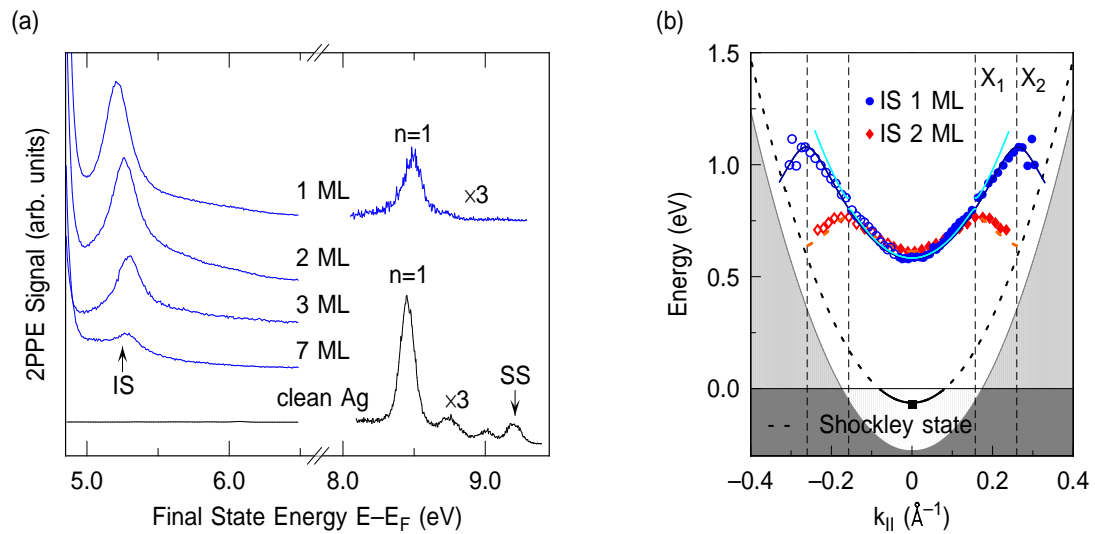 (a)
2PPE Signal (arb. units)
1 ML
2 ML
3 ML
7 ML
clean Ag
IS
n=1
×3
n=1
×3
SS
5.0
6.0
8.0
9.0
Final State Energy E–E_F (eV)
(b)
Energy (eV)
1.5
1.0
0.5
0.0
IS 1 ML
IS 2 ML
X₁
X₂
Shockley state
−0.4
−0.2
0
0.2
0.4
k_|| (Å⁻¹)